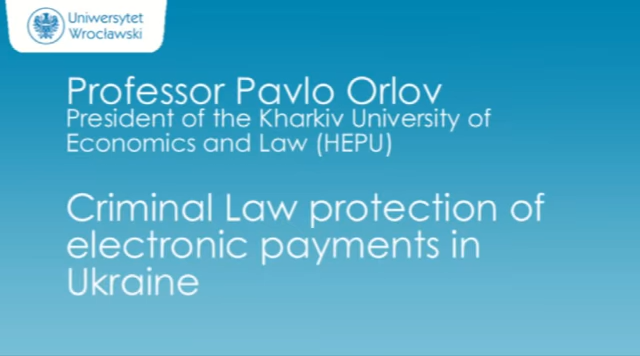 Uniwersytet
Wrocławski
Professor Pavlo Orlov
President of the Kharkiv University of
Economics and Law (HEPU)
Criminal Law protection of
electronic payments in
Ukraine